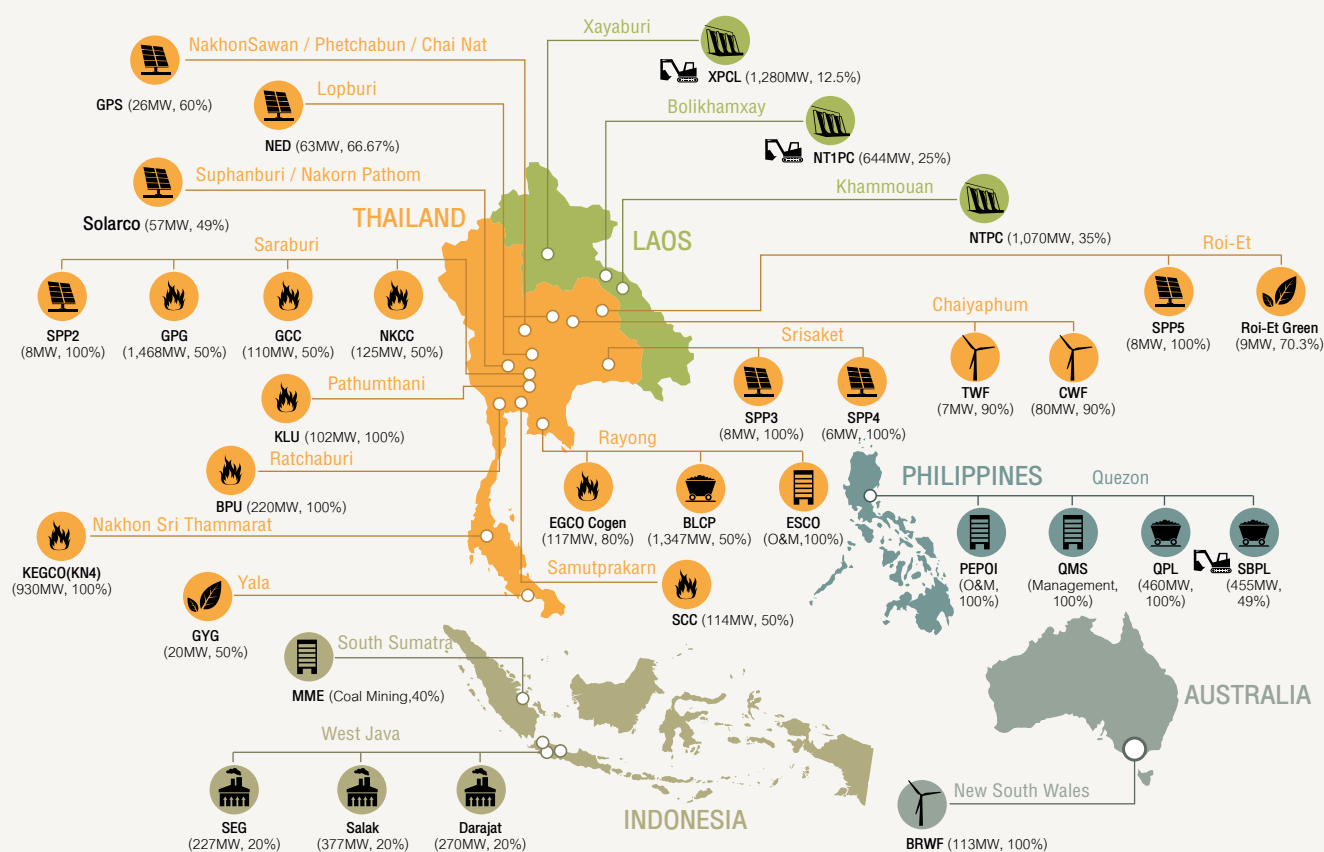 NakhonSawan / Phetchabun / Chai Nat
GPS (26MW, 60%)
Lopburi
NED (63MW, 66.67%)
Suphanburi / Nakorn Pathom
Solarco (57MW, 49%)
Xayaburi
XPCL (1,280MW, 12.5%)
Bolikhamxay
NT1PC (644MW, 25%)
Khammouan
NTPC (1,070MW, 35%)
THAILAND
LAOS
Saraburi
SPP2
(8MW, 100%)
GPG
(1,468MW, 50%)
GCC
(110MW, 50%)
NKCC
(125MW, 50%)
Roi-Et
SPP5
(8MW, 100%)
Roi-Et Green
(9MW, 70.3%)
Chaiyaphum
TWF
(7MW, 90%)
CWF
(80MW, 90%)
Srisaket
SPP3
(8MW, 100%)
SPP4
(6MW, 100%)
Pathumthani
KLU (102MW, 100%)
Ratchaburi
BPU (220MW, 100%)
Rayong
EGCO Cogen
(117MW, 80%)
BLCP
(1,347MW, 50%)
ESCO
(O&M,100%)
Nakhon Sri Thammarat
KEGCO(KN4)
(930MW, 100%)
Samutprakarn
SCC (114MW, 50%)
Yala
GYG
(20MW, 50%)
PHILIPPINES
Quezon
PEPOI
(O&M,
100%)
QMS
(Management,
100%)
QPL
(460MW,
100%)
SBPL
(455MW,
49%)
South Sumatra
MME (Coal Mining,40%)
West Java
SEG
(227MW, 20%)
Salak
(377MW, 20%)
Darajat
(270MW, 20%)
INDONESIA
AUSTRALIA
New South Wales
BRWF (113MW, 100%)